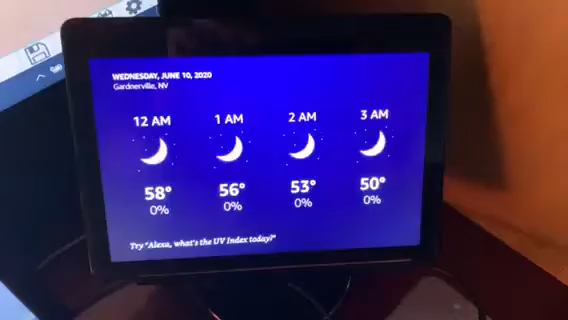 WEDNESDAY, JUNE 10, 2020
Gardnerville, NV
12 AM 1 AM 2 AM 3 AM
58° 56° 53° 50°
0% 0% 0% 0%
Try "Alexa, what's the UV Index today?"